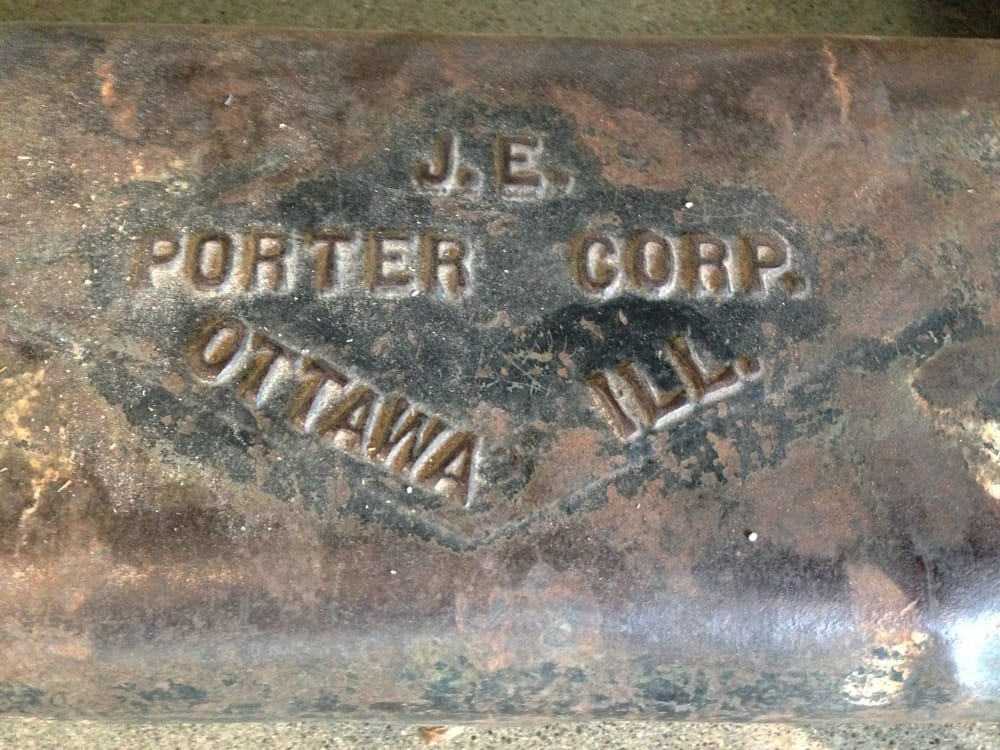 J.E.
PORTER CORP.
OTTAWA ILL.